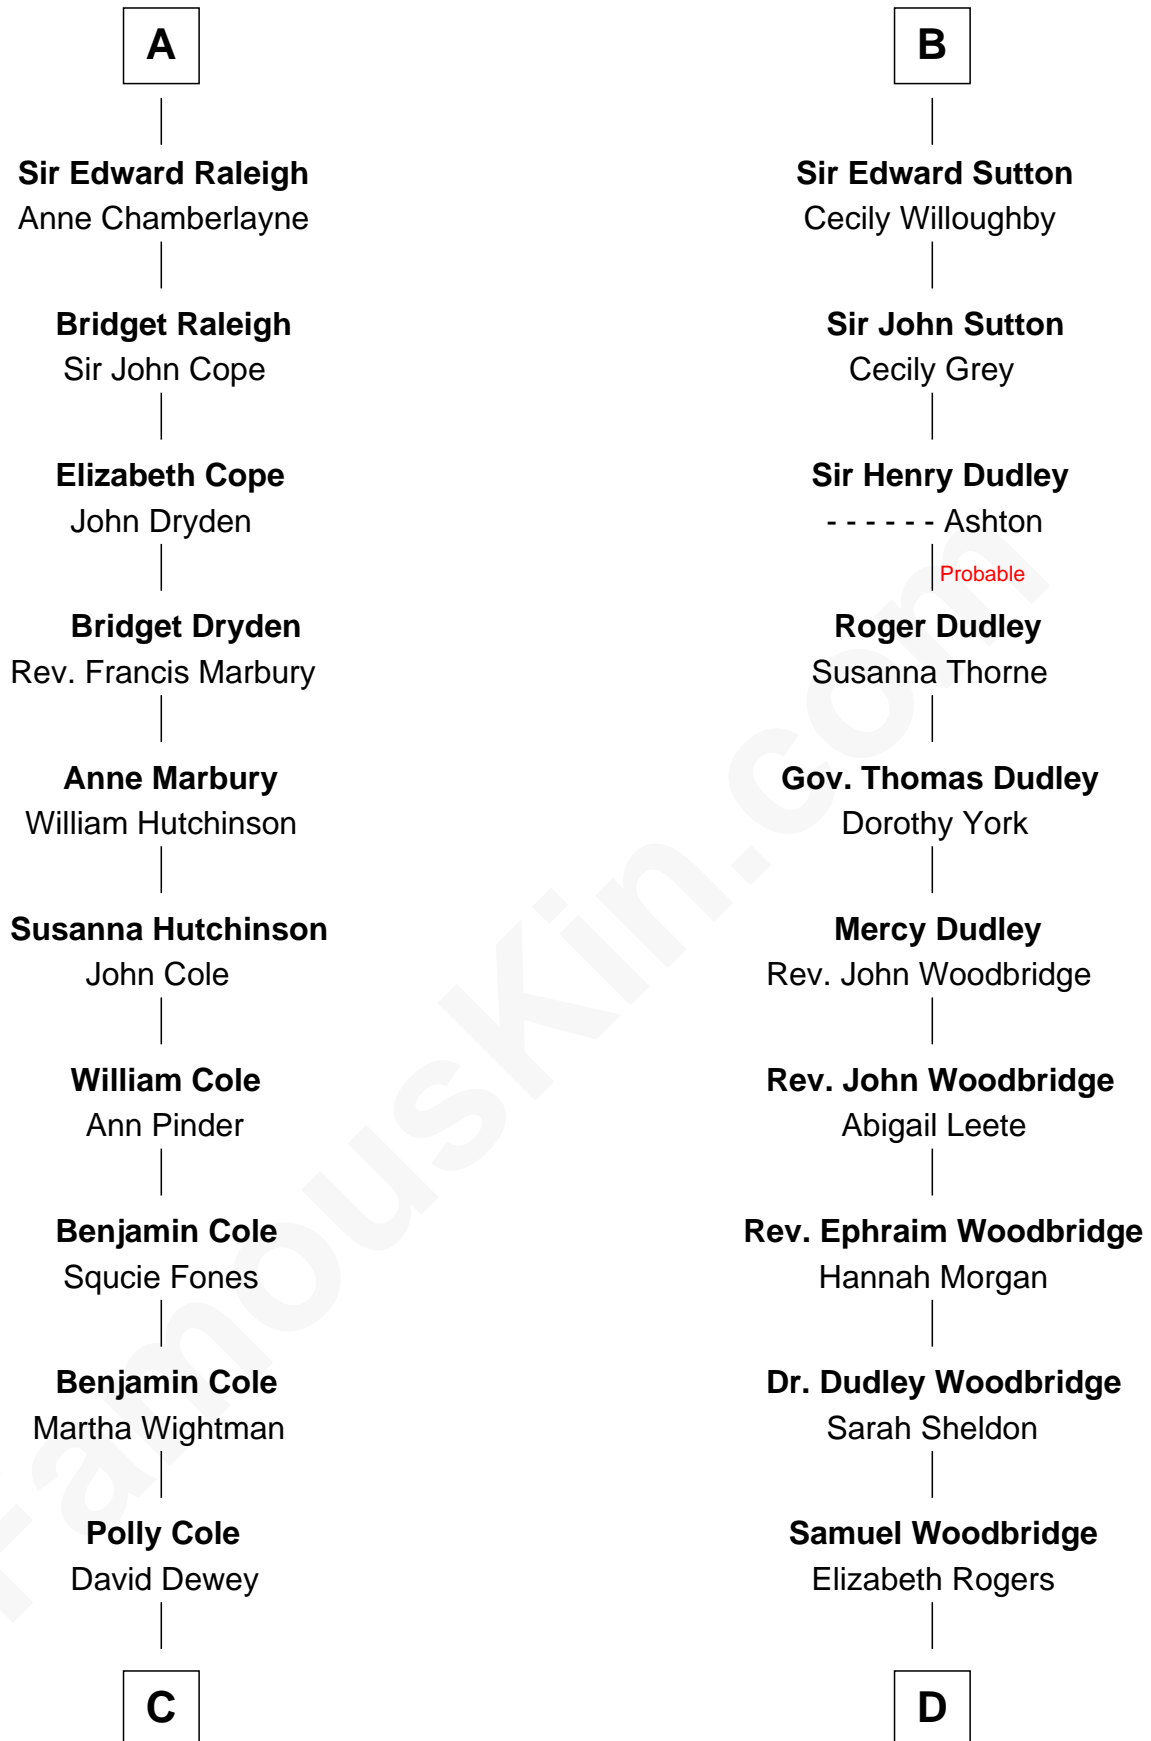 A
Sir Edward Raleigh
Anne Chamberlayne
Bridget Raleigh
Sir John Cope
Elizabeth Cope
John Dryden
Bridget Dryden
Rev. Francis Marbury
Anne Marbury
William Hutchinson
Susanna Hutchinson
John Cole
William Cole
Ann Pinder
Benjamin Cole
Squcie Fones
Benjamin Cole
Martha Wightman
Polly Cole
David Dewey
C
B
Sir Edward Sutton
Cecily Willoughby
Sir John Sutton
Cecily Grey
Sir Henry Dudley
- - - - - - Ashton
Probable
Roger Dudley
Susanna Thorne
Gov. Thomas Dudley
Dorothy York
Mercy Dudley
Rev. John Woodbridge
Rev. John Woodbridge
Abigail Leete
Rev. Ephraim Woodbridge
Hannah Morgan
Dr. Dudley Woodbridge
Sarah Sheldon
Samuel Woodbridge
Elizabeth Rogers
D
FamousKin.com